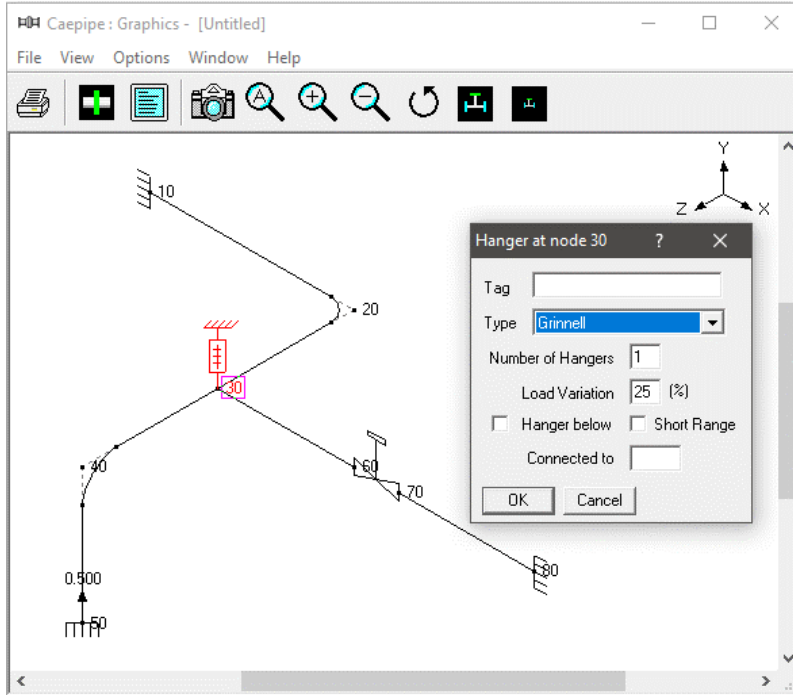 Caepipe : Graphics - [Untitled]
File View Options Window Help
A
Y
Z
X
10
20
30
40
60
70
80
0.500
50
Hanger at node 30 ?
Tag
Type Grinnell
Number of Hangers 1
Load Variation 25 (%)
Hanger below Short Range
Connected to
OK Cancel